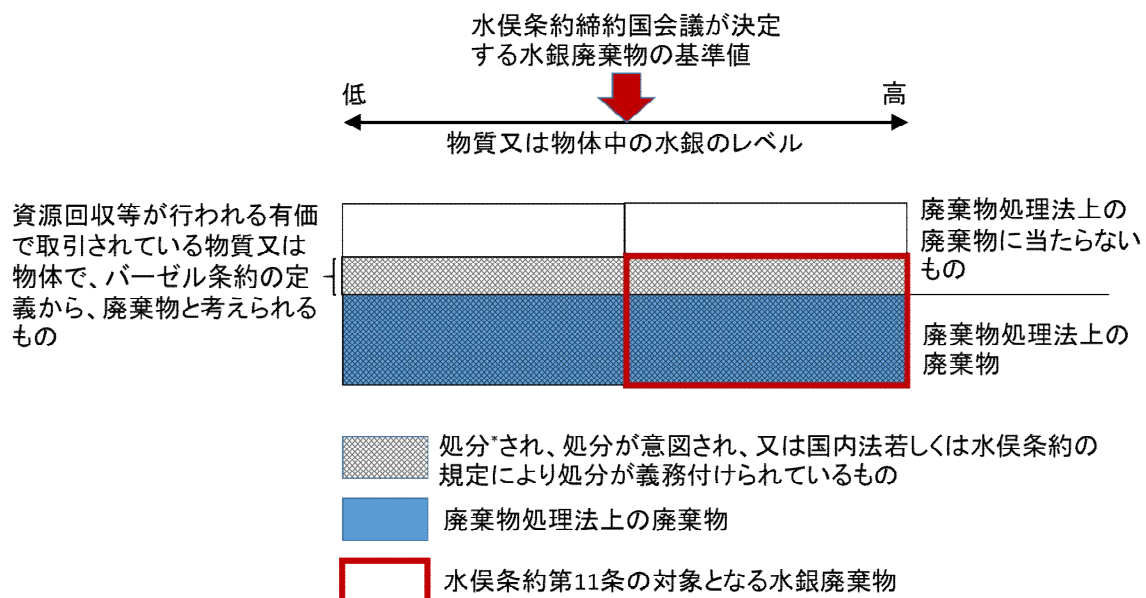 水俣条約締約国会議が決定
する水銀廃棄物の基準値
低
高
物質又は物体中の水銀のレベル
資源回収等が行われる有価
で取引されている物質又は
物体で、バーゼル条約の定
義から、廃棄物と考えられる
もの
廃棄物処理法上の
廃棄物に当たらない
もの
廃棄物処理法上の
廃棄物
処分*され、処分が意図され、又は国内法若しくは水俣条約の
規定により処分が義務付けられているもの
廃棄物処理法上の廃棄物
水俣条約第11条の対象となる水銀廃棄物